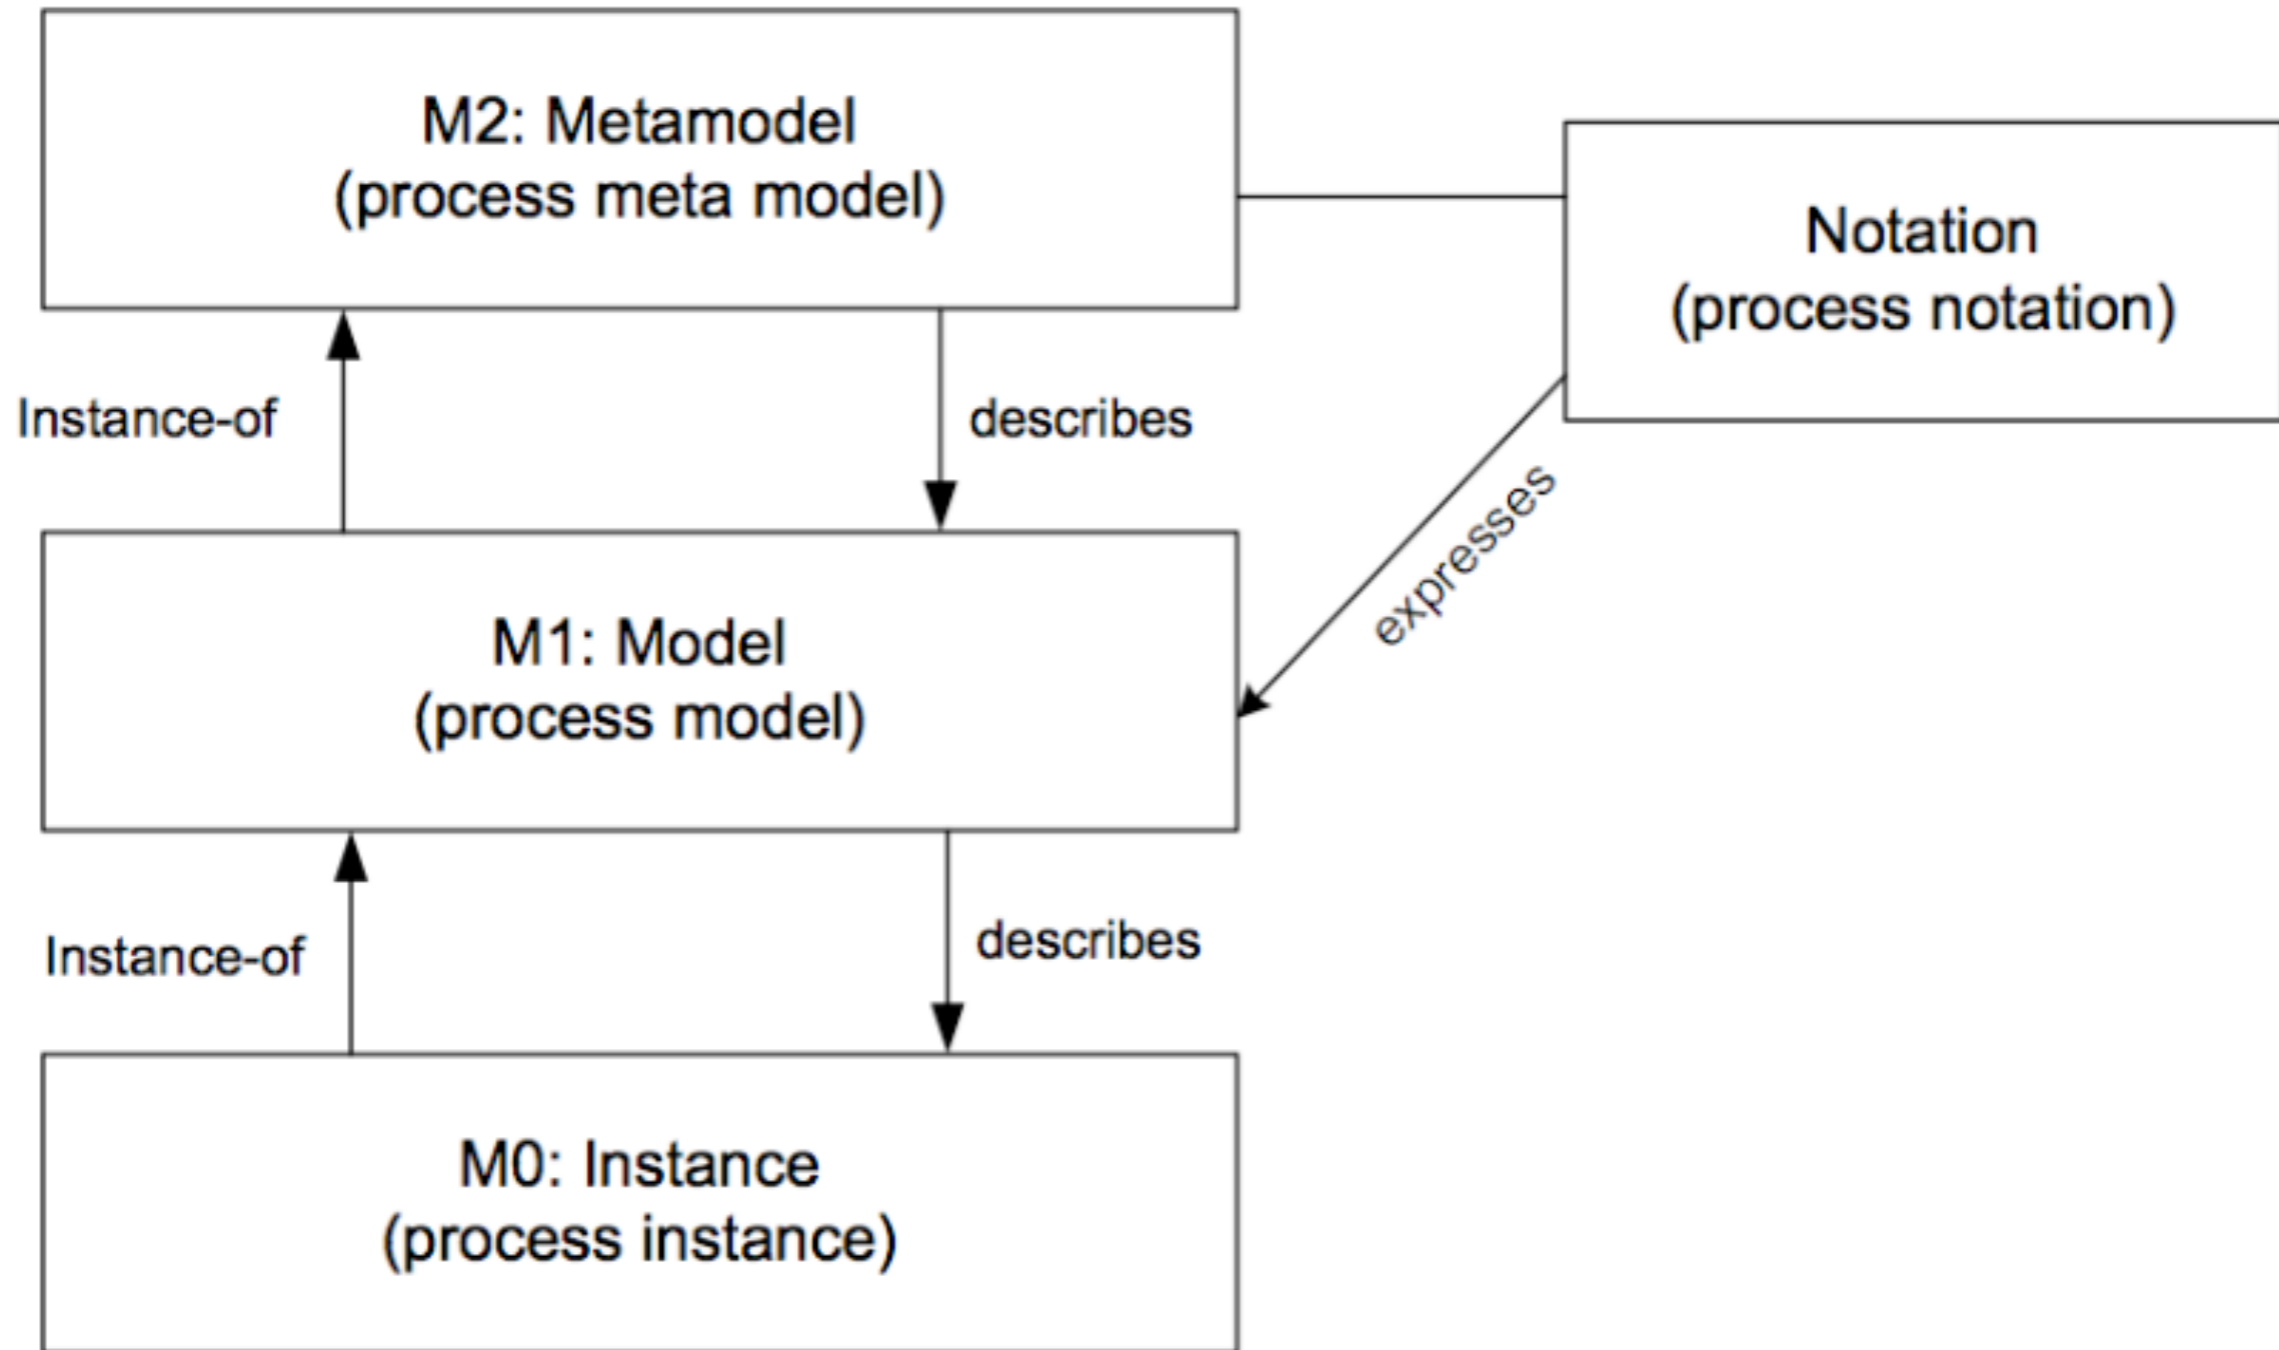 M2: Metamodel
(process meta model)
Notation
(process notation)
Instance-of
describes
expresses
M1: Model
(process model)
Instance-of
describes
M0: Instance
(process instance)